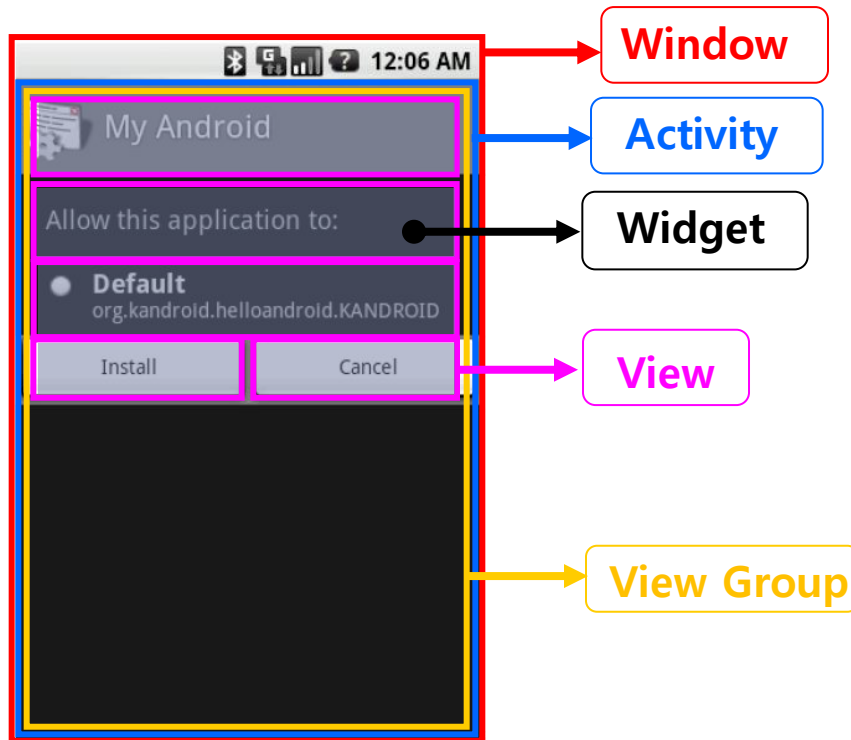 12:06 AM
Window
My Android
Activity
Allow this application to:
Widget
Default
org.kandroid.helloandroid.KANDROID
Install
Cancel
View
View Group